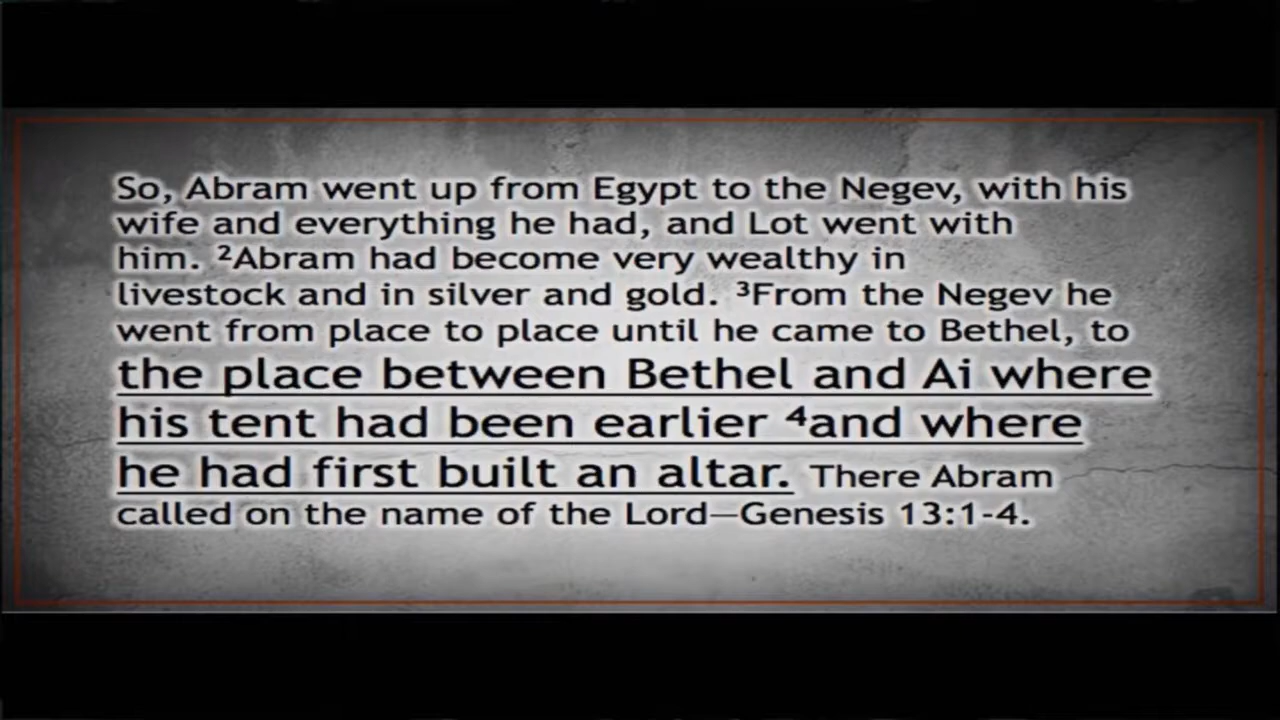 So, Abram went up from Egypt to the Negev, with his
wife and everything he had, and Lot went with
him. ²Abram had become very wealthy in
livestock and in silver and gold. ³From the Negev he
went from place to place until he came to Bethel, to
the place between Bethel and Ai where
his tent had been earlier ⁴and where
he had first built an altar. There Abram
called on the name of the Lord—Genesis 13:1-4.